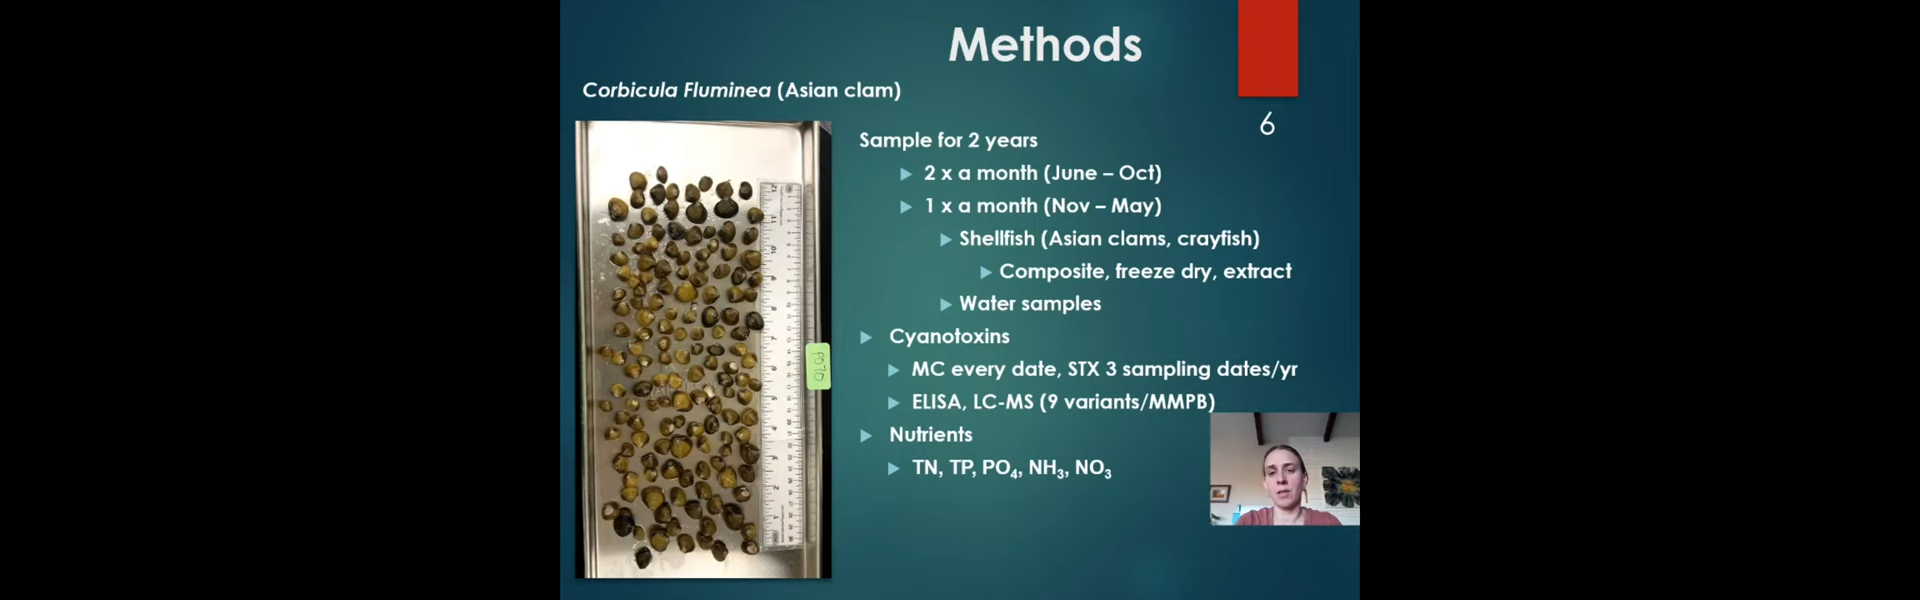 Methods
Corbicula Fluminea (Asian clam)
6
Sample for 2 years
2 x a month (June – Oct)
1 x a month (Nov – May)
Shellfish (Asian clams, crayfish)
Composite, freeze dry, extract
Water samples
Cyanotoxins
MC every date, STX 3 sampling dates/yr
ELISA, LC-MS (9 variants/MMPB)
Nutrients
TN, TP, PO₄, NH₃, NO₃